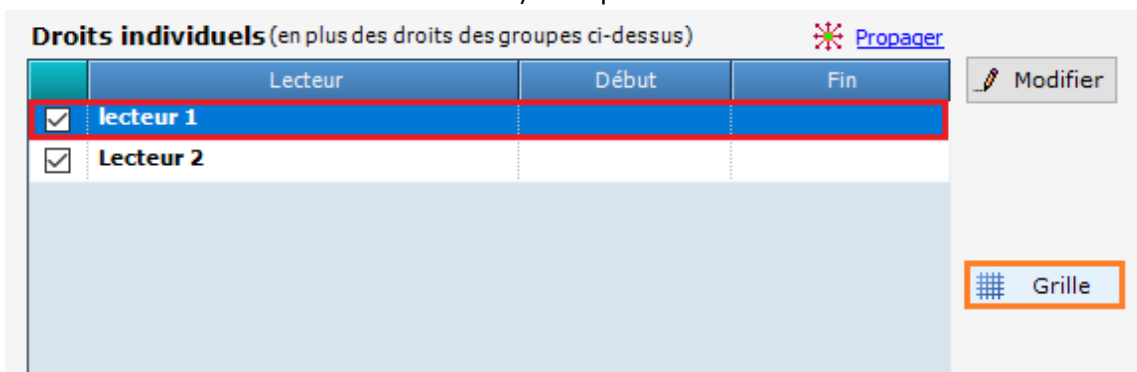 Droits individuels (en plus des droits des groupes ci-dessus) Propager
Lecteur Début Fin Modifier
lecteur 1
Lecteur 2
Grille